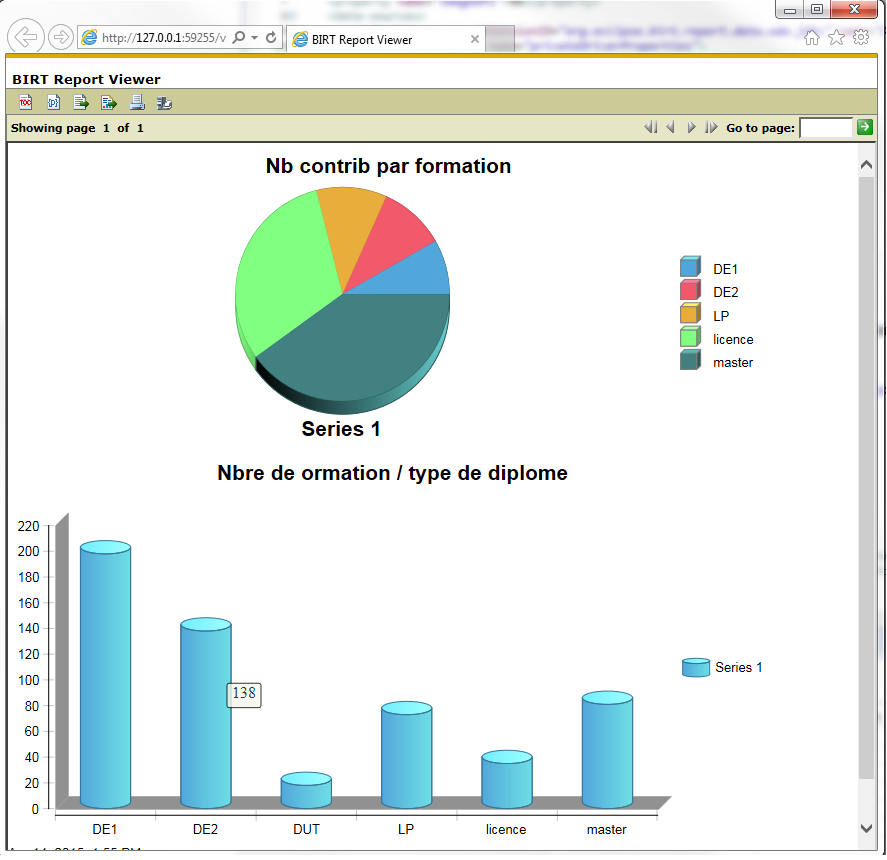 http://127.0.0.1:59255/v
BIRT Report Viewer
BIRT Report Viewer
TOC
Showing page 1 of 1
Go to page:
Nb contrib par formation
DE1
DE2
LP
licence
master
Series 1
Nbre de ormation / type de diplome
220
200
180
160
140
120
100
80
60
40
20
0
138
Series 1
DE1 DE2 DUT LP licence master